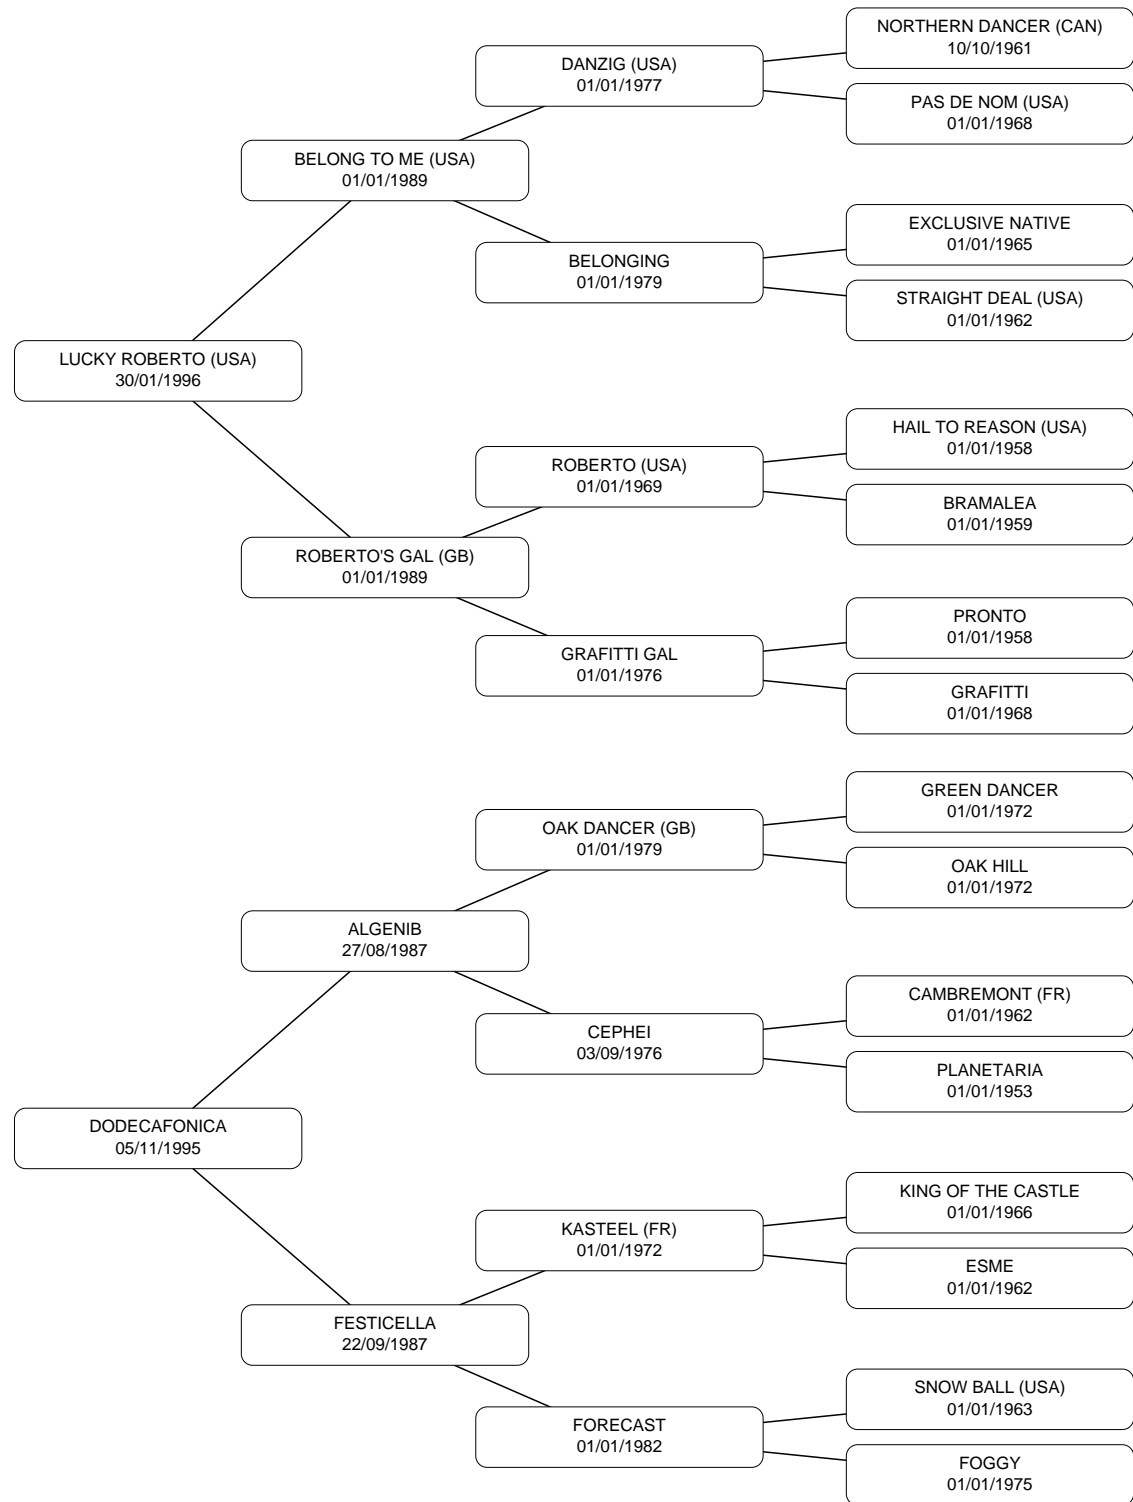 NORTHERN DANCER (CAN)
10/10/1961
DANZIG (USA)
01/01/1977
PAS DE NOM (USA)
01/01/1968
BELONG TO ME (USA)
01/01/1989
EXCLUSIVE NATIVE
01/01/1965
BELONGING
01/01/1979
STRAIGHT DEAL (USA)
01/01/1962
LUCKY ROBERTO (USA)
30/01/1996
HAIL TO REASON (USA)
01/01/1958
ROBERTO (USA)
01/01/1969
BRAMALEA
01/01/1959
ROBERTO'S GAL (GB)
01/01/1989
PRONTO
01/01/1958
GRAFITTI GAL
01/01/1976
GRAFITTI
01/01/1968
GREEN DANCER
01/01/1972
OAK DANCER (GB)
01/01/1979
OAK HILL
01/01/1972
ALGENIB
27/08/1987
CAMBREMONT (FR)
01/01/1962
CEPHEI
03/09/1976
PLANETARIA
01/01/1953
DODECAFONICA
05/11/1995
KING OF THE CASTLE
01/01/1966
KASTEEL (FR)
01/01/1972
ESME
01/01/1962
FESTICELLA
22/09/1987
SNOW BALL (USA)
01/01/1963
FORECAST
01/01/1982
FOGGY
01/01/1975